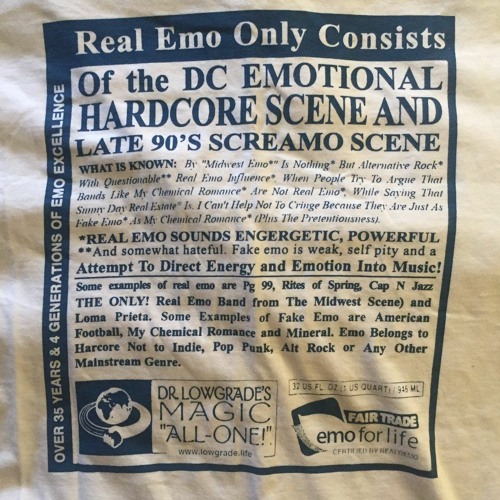 Real Emo Only Consists
Of the DC EMOTIONAL
HARDCORE SCENE AND
LATE 90'S SCREAMO SCENE
WHAT IS KNOWN: By "Midwest Emo*" Is Nothing* But Alternative Rock*
With Questionable** Real Emo Influence*. When People Try To Argue That
Bands Like My Chemical Romance* Are Not Real Emo*, While Saying That
Sunny Day Real Estate* Is, I Can't Help Not To Cringe Because They Are Just As
Fake Emo* As My Chemical Romance* (Plus The Pretentiousness).
*REAL EMO SOUNDS ENGERGETIC, POWERFUL
**And somewhat hateful. Fake emo is weak, self pity and a
Attempt To Direct Energy and Emotion Into Music!
Some examples of real emo are Pg 99, Rites of Spring, Cap N Jazz
THE ONLY! Real Emo Band from The Midwest Scene) and
Loma Prieta. Some Examples of Fake Emo are American
Football, My Chemical Romance and Mineral. Emo Belongs to
Harcore Not to Indie, Pop Punk, Alt Rock or Any Other
Mainstream Genre.
OVER 35 YEARS & 4 GENERATIONS OF EMO EXCELLENCE
DR. LOWGRADE'S
MAGIC
"ALL-ONE!"
www.lowgrade.life
32 US FL. OZ. (1 US QUART) / 946 ML
FAIR TRADE
emo for life
CERTIFIED BY